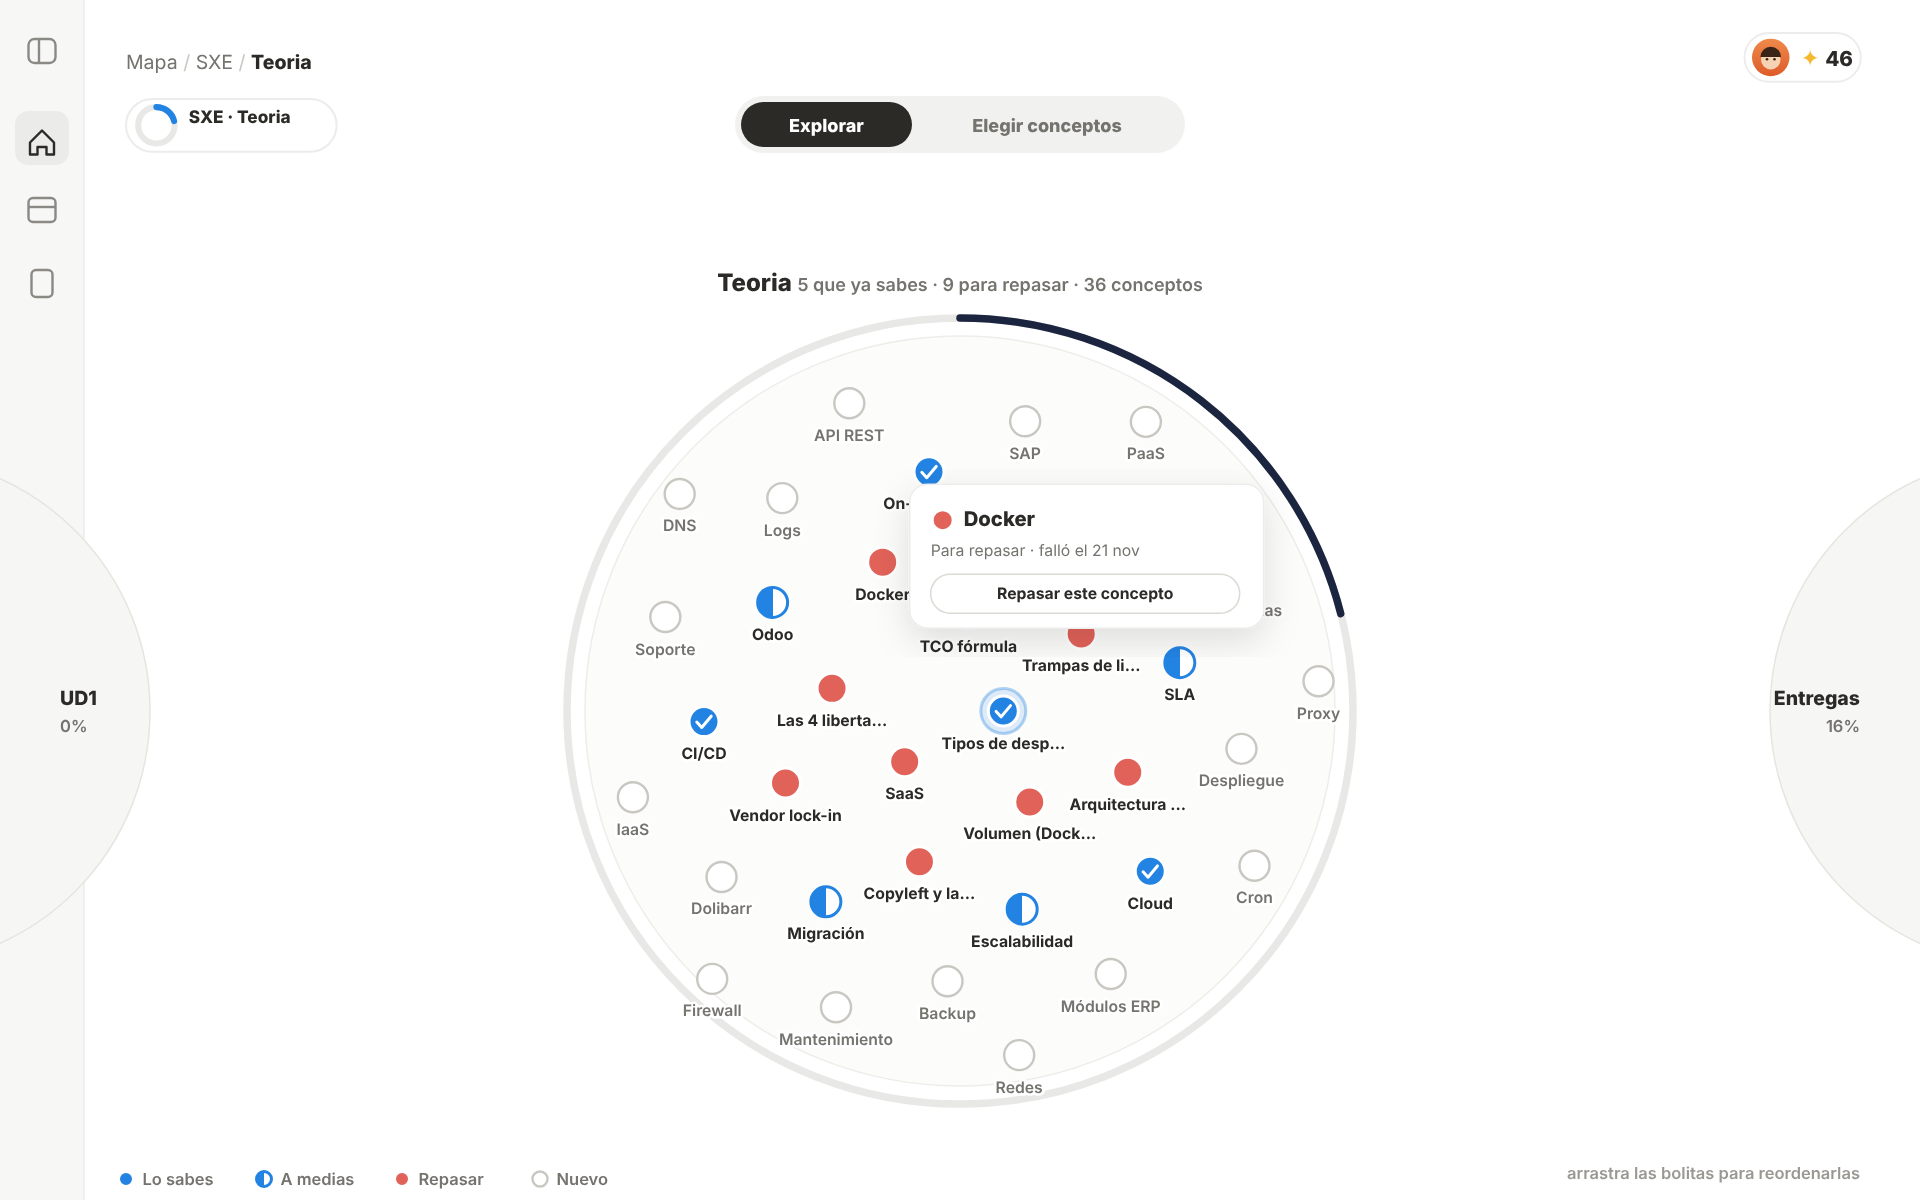 Mapa / SXE / Teoria
46
SXE · Teoria
Explorar
Elegir conceptos
Teoria 5 que ya sabes · 9 para repasar · 36 conceptos
API REST
SAP
PaaS
DNS
Logs
On-
Docker
Para repasar · falló el 21 nov
Repasar este concepto
Docker
as
Odoo
Soporte
TCO fórmula
Trampas de li...
SLA
UD1
0%
Las 4 liberta...
Proxy
Entregas
16%
CI/CD
Tipos de desp...
Despliegue
SaaS
Arquitectura ...
Vendor lock-in
IaaS
Volumen (Dock...
Dolibarr
Copyleft y la...
Cloud
Cron
Migración
Escalabilidad
Firewall
Mantenimiento
Backup
Módulos ERP
Redes
Lo sabes
A medias
Repasar
Nuevo
arrastra las bolitas para reordenarlas